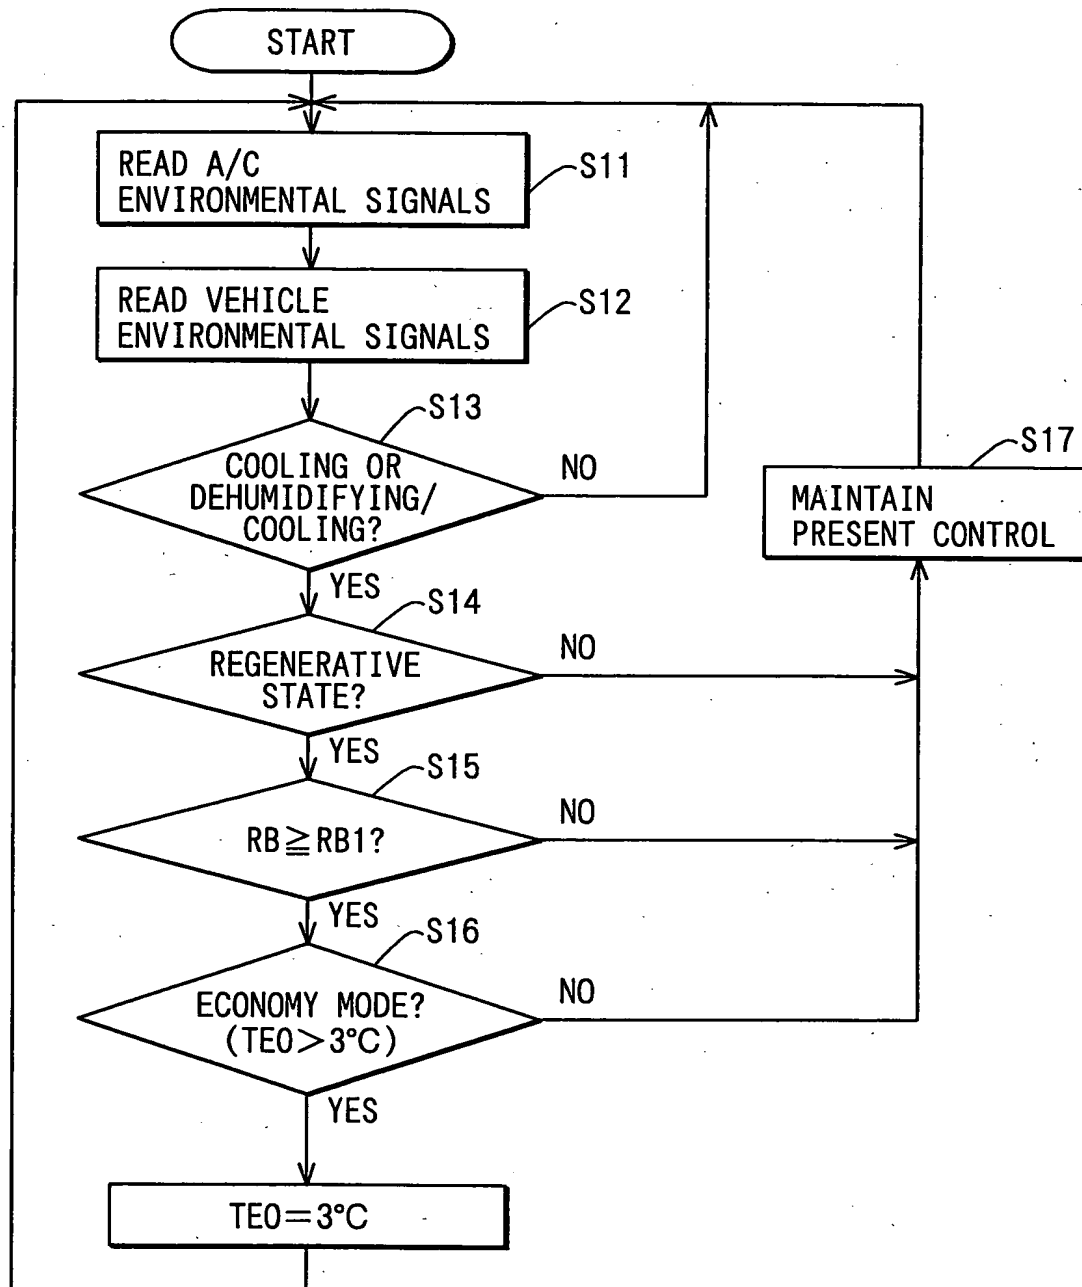 START
READ A/C
ENVIRONMENTAL SIGNALS
S11
READ VEHICLE
ENVIRONMENTAL SIGNALS
S12
S13
COOLING OR
DEHUMIDIFYING/
COOLING?
NO
YES
S17
MAINTAIN
PRESENT CONTROL
S14
REGENERATIVE
STATE?
NO
YES
S15
RB≧RB1?
NO
YES
S16
ECONOMY MODE?
(TEO>3°C)
NO
YES
TEO=3°C